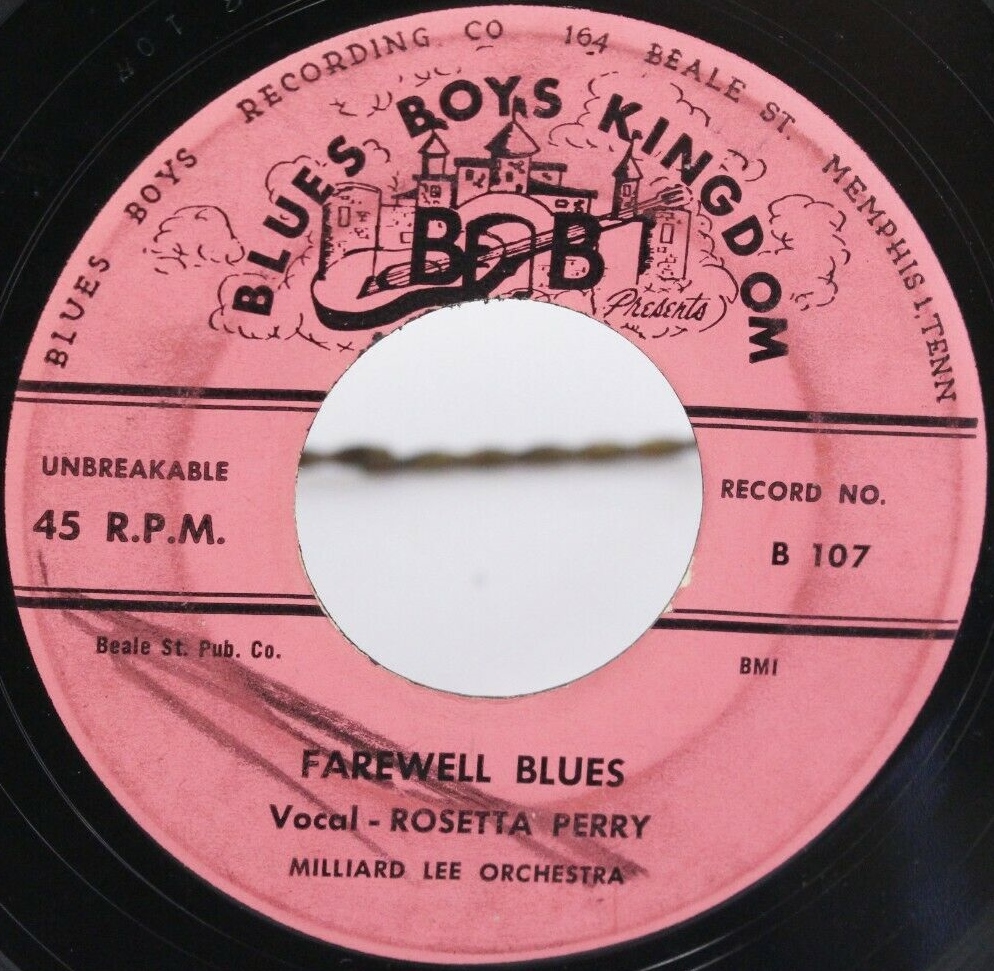 BLUES BOYS RECORDING CO 164 BEALE ST. MEMPHIS 1, TENN
BLUES BOYS KINGDOM
BBB
Presents
UNBREAKABLE
45 R.P.M.
RECORD NO.
B 107
Beale St. Pub. Co.
BMI
FAREWELL BLUES
Vocal - ROSETTA PERRY
MILLIARD LEE ORCHESTRA